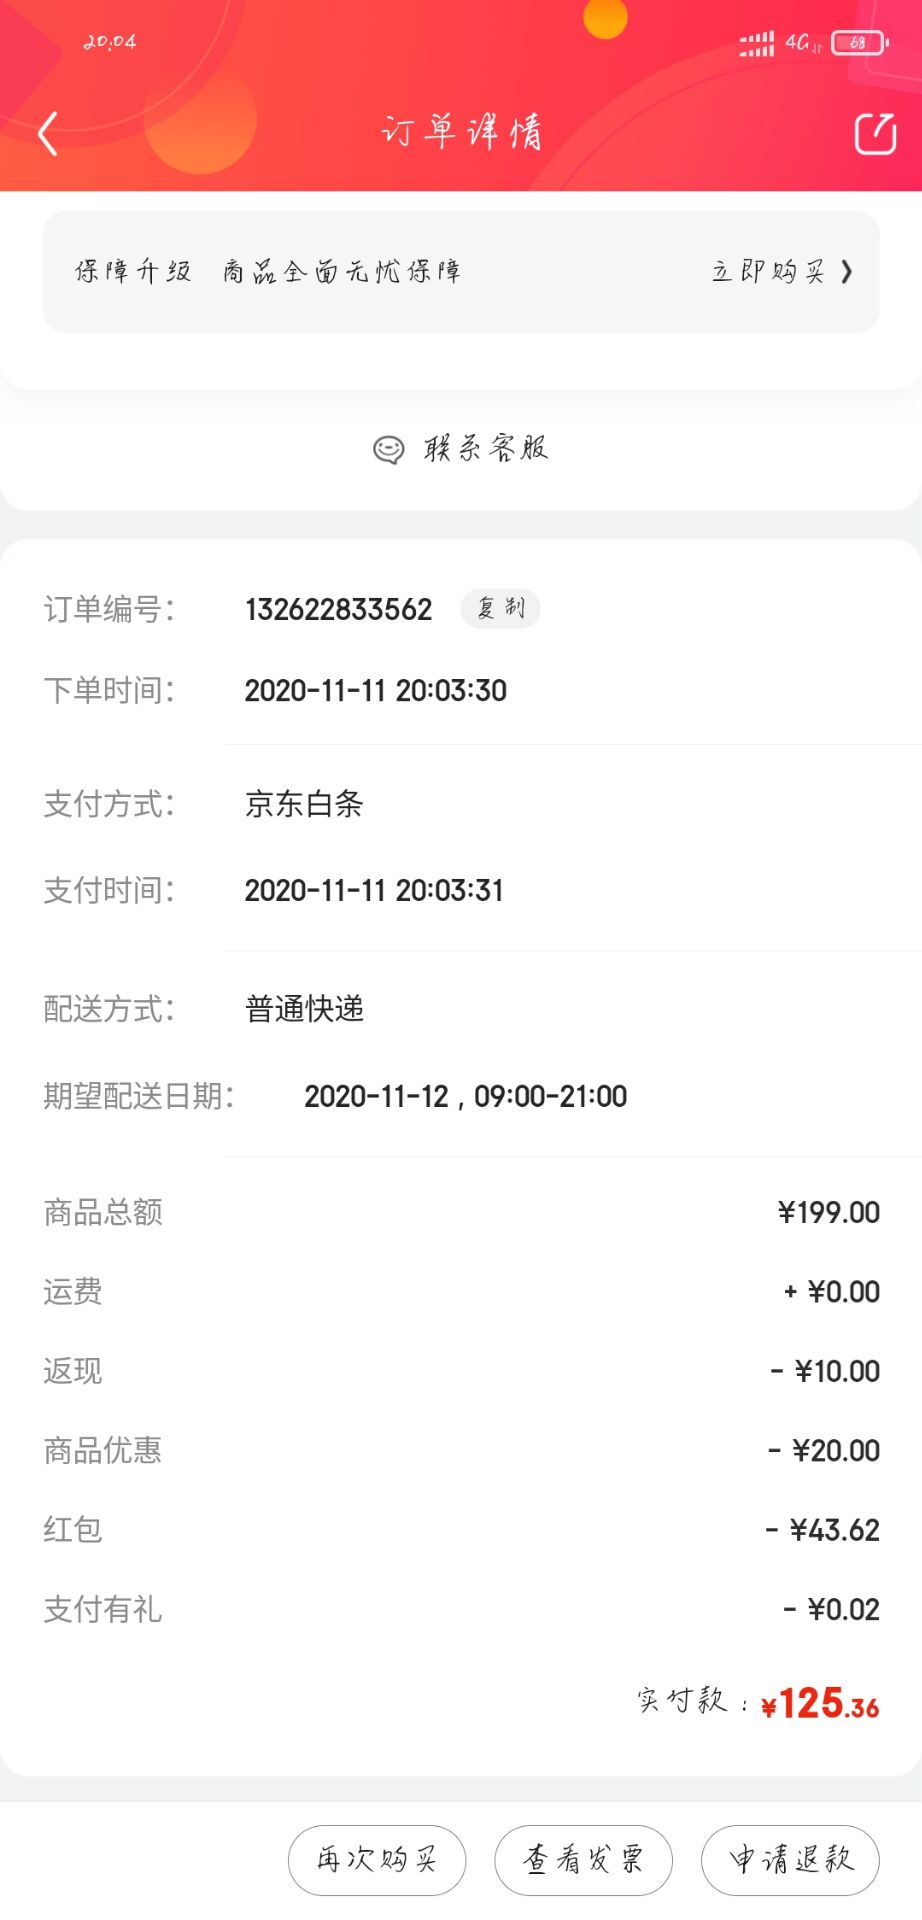 20:04 4G 68
订单详情
保障升级 商品全面无忧保障 立即购买
联系客服
订单编号： 132622833562 复制
下单时间： 2020-11-11 20:03:30
支付方式： 京东白条
支付时间： 2020-11-11 20:03:31
配送方式： 普通快递
期望配送日期： 2020-11-12 , 09:00-21:00
商品总额 ¥199.00
运费 + ¥0.00
返现 - ¥10.00
商品优惠 - ¥20.00
红包 - ¥43.62
支付有礼 - ¥0.02
实付款：¥125.36
再次购买 查看发票 申请退款